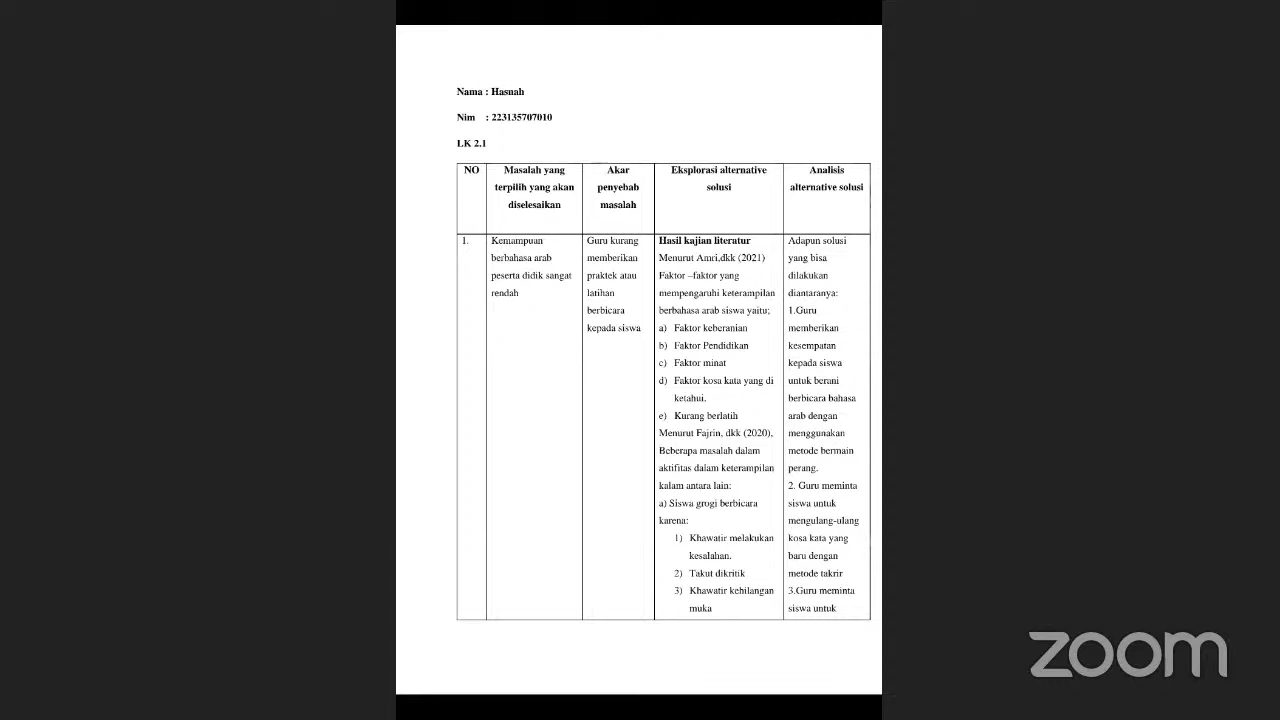 Nama : Hasnah
Nim : 223135707010
LK 2.1
NO
Masalah yang
terpilih yang akan
diselesaikan
Akar
penyebab
masalah
Eksplorasi alternative
solusi
Analisis
alternative solusi
1.
Kemampuan
berbahasa arab
peserta didik sangat
rendah
Guru kurang
memberikan
praktek atau
latihan
berbicara
kepada siswa
Hasil kajian literatur
Menurut Amri,dkk (2021)
Faktor –faktor yang
mempengaruhi keterampilan
berbahasa arab siswa yaitu;
a) Faktor keberanian
b) Faktor Pendidikan
c) Faktor minat
d) Faktor kosa kata yang di
ketahui.
e) Kurang berlatih
Menurut Fajrin, dkk (2020),
Beberapa masalah dalam
aktifitas dalam keterampilan
kalam antara lain:
a) Siswa grogi berbicara
karena:
1) Khawatir melakukan
kesalahan.
2) Takut dikritik
3) Khawatir kehilangan
muka
Adapun solusi
yang bisa
dilakukan
diantaranya:
1.Guru
memberikan
kesempatan
kepada siswa
untuk berani
berbicara bahasa
arab dengan
menggunakan
metode bermain
perang.
2. Guru meminta
siswa untuk
mengulang-ulang
kosa kata yang
baru dengan
metode takrir
3.Guru meminta
siswa untuk
zoom